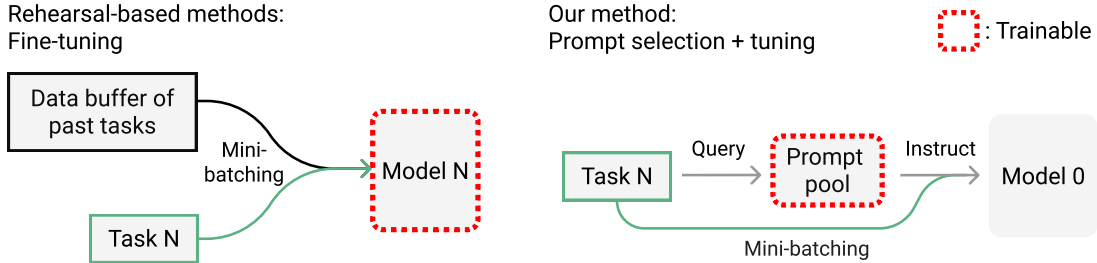 Rehearsal-based methods:
Fine-tuning
Data buffer of
past tasks
Mini-
batching
Model N
Task N
Our method:
Prompt selection + tuning
: Trainable
Task N
Query
Prompt
pool
Instruct
Model 0
Mini-batching